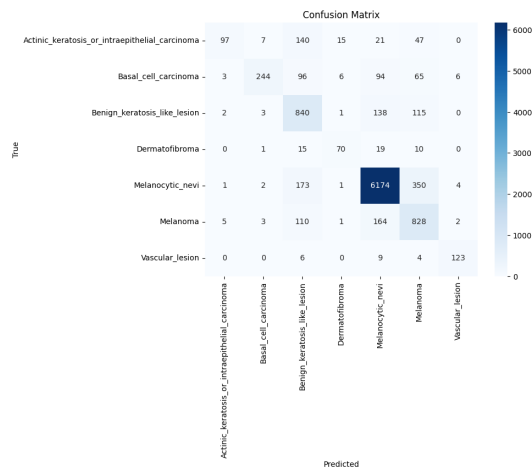 Confusion Matrix
Actinic_keratosis_or_intraepithelial_carcinoma 97 7 140 15 21 47 0
Basal_cell_carcinoma 3 244 96 6 94 65 6
Benign_keratosis_like_lesion 2 3 840 1 138 115 0
Dermatofibroma 0 1 15 70 19 10 0
Melanocytic_nevi 1 2 173 1 6174 350 4
Melanoma 5 3 110 1 164 828 2
Vascular_lesion 0 0 6 0 9 4 123
True
Actinic_keratosis_or_intraepithelial_carcinoma
Basal_cell_carcinoma
Benign_keratosis_like_lesion
Dermatofibroma
Melanocytic_nevi
Melanoma
Vascular_lesion
Predicted
6000
5000
4000
3000
2000
1000
0